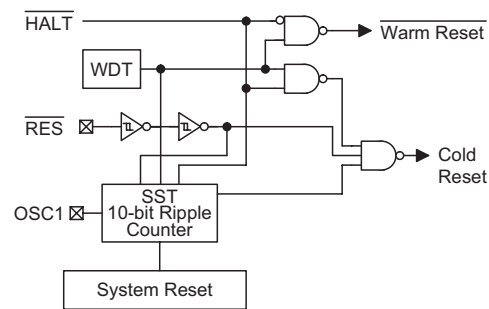 HALT
Warm Reset
WDT
RES
Cold
Reset
SST
10-bit Ripple
Counter
OSC1
System Reset